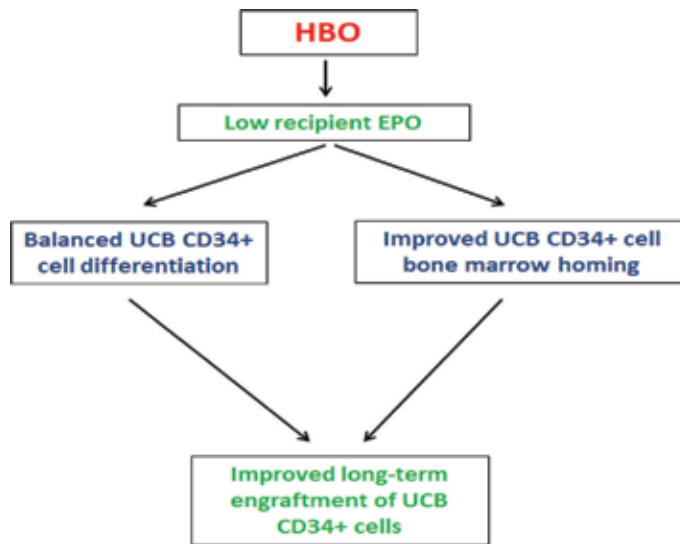 HBO
Low recipient EPO
Balanced UCB CD34+
cell differentiation
Improved UCB CD34+ cell
bone marrow homing
Improved long-term
engraftment of UCB
CD34+ cells